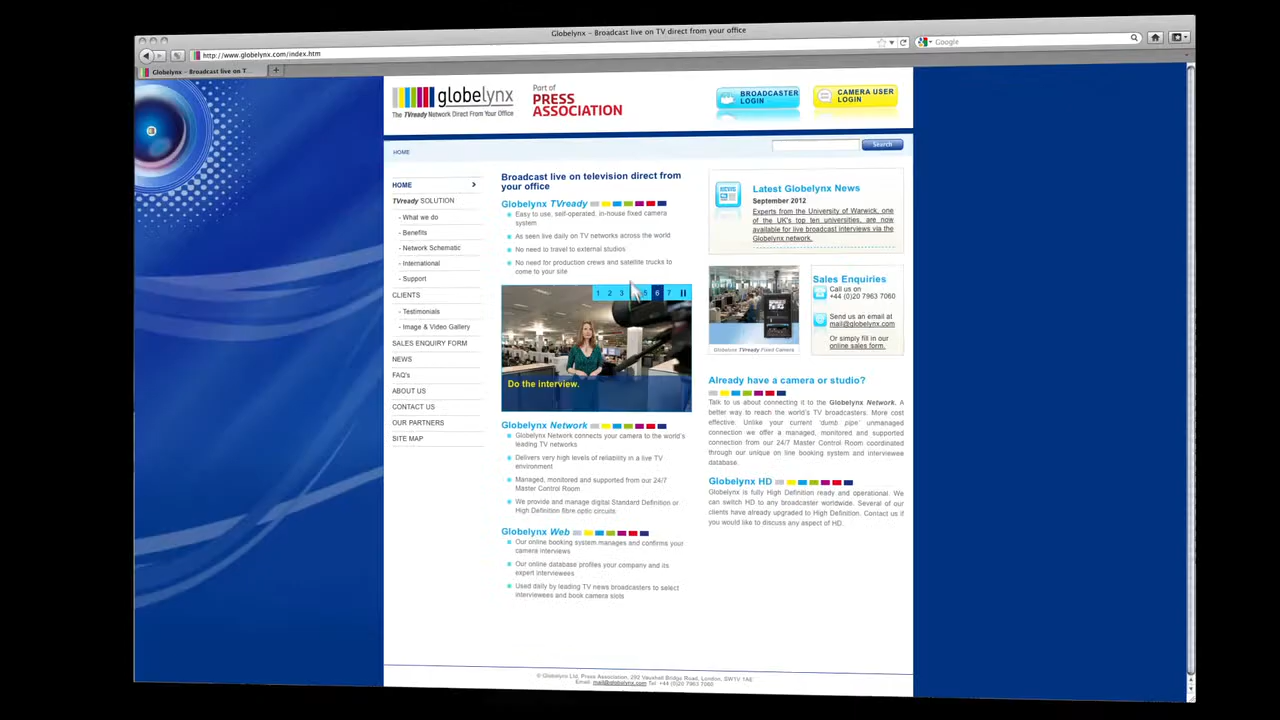 Globelynx - Broadcast live on TV direct from your office
http://www.globelynx.com/index.htm
Google
Globelynx - Broadcast live on T...
globelynx
The TVready Network Direct From Your Office
Part of
PRESS
ASSOCIATION
BROADCASTER
LOGIN
CAMERA USER
LOGIN
HOME
Search
HOME
TVready SOLUTION
- What we do
- Benefits
- Network Schematic
- International
- Support
CLIENTS
- Testimonials
- Image & Video Gallery
SALES ENQUIRY FORM
NEWS
FAQ's
ABOUT US
CONTACT US
OUR PARTNERS
SITE MAP
Broadcast live on television direct from
your office
Globelynx TVready
Easy to use, self-operated, in-house fixed camera
system
As seen live daily on TV networks across the world
No need to travel to external studios
No need for production crews and satellite trucks to
come to your site
1 2 3 5 6 7
Do the interview.
Globelynx Network
Globelynx Network connects your camera to the world's
leading TV networks
Delivers very high levels of reliability in a live TV
environment
Managed, monitored and supported from our 24/7
Master Control Room
We provide and manage digital Standard Definition or
High Definition fibre optic circuits
Globelynx Web
Our online booking system manages and confirms your
camera interviews
Our online database profiles your company and its
expert interviewees
Used daily by leading TV news broadcasters to select
interviewees and book camera slots
NEWS
Latest Globelynx News
September 2012
Experts from the University of Warwick, one
of the UK's top ten universities, are now
available for live broadcast interviews via the
Globelynx network.
Globelynx TVready Fixed Camera
Sales Enquiries
Call us on
+44 (0)20 7963 7060
Send us an email at
mail@globelynx.com
Or simply fill in our
online sales form.
Already have a camera or studio?
Talk to us about connecting it to the Globelynx Network. A
better way to reach the world's TV broadcasters. More cost
effective. Unlike your current 'dumb pipe' unmanaged
connection we offer a managed, monitored and supported
connection from our 24/7 Master Control Room coordinated
through our unique on line booking system and interviewee
database.
Globelynx HD
Globelynx is fully High Definition ready and operational. We
can switch HD to any broadcaster worldwide. Several of our
clients have already upgraded to High Definition. Contact us if
you would like to discuss any aspect of HD.
© Globelynx Ltd, Press Association, 292 Vauxhall Bridge Road, London, SW1V 1AE
Email: mail@globelynx.com Tel: +44 (0)20 7963 7060